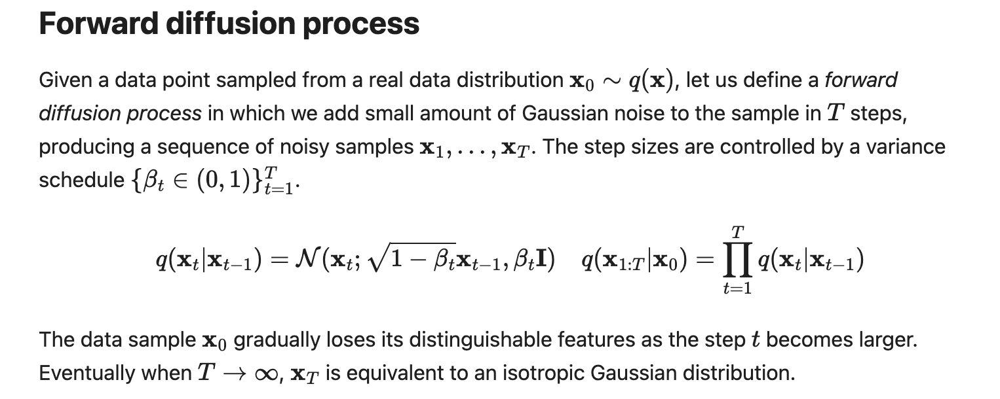 Forward diffusion process
Given a data point sampled from a real data distribution $\mathbf{x}_0 \sim q(\mathbf{x})$, let us define a forward
diffusion process in which we add small amount of Gaussian noise to the sample in $T$ steps,
producing a sequence of noisy samples $\mathbf{x}_1, \dots, \mathbf{x}_T$. The step sizes are controlled by a variance
schedule $\{\beta_t \in (0, 1)\}_{t=1}^T$.
$q(\mathbf{x}_t|\mathbf{x}_{t-1}) = \mathcal{N}(\mathbf{x}_t; \sqrt{1 - \beta_t}\mathbf{x}_{t-1}, \beta_t\mathbf{I}) \quad q(\mathbf{x}_{1:T}|\mathbf{x}_0) = \prod_{t=1}^T q(\mathbf{x}_t|\mathbf{x}_{t-1})$
The data sample $\mathbf{x}_0$ gradually loses its distinguishable features as the step $t$ becomes larger.
Eventually when $T \to \infty$, $\mathbf{x}_T$ is equivalent to an isotropic Gaussian distribution.